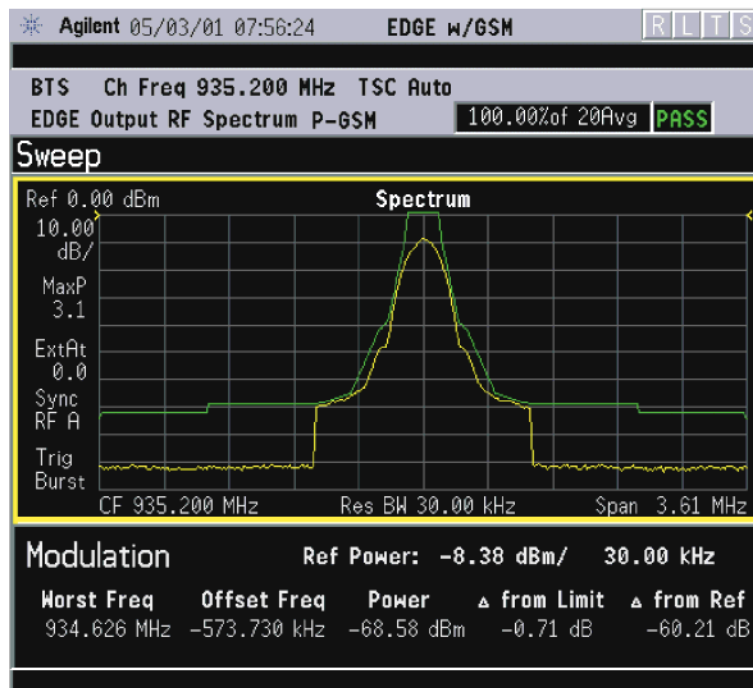 Agilent 05/03/01 07:56:24 EDGE w/GSM R L T S
BTS Ch Freq 935.200 MHz TSC Auto
EDGE Output RF Spectrum P-GSM 100.00%of 20Avg PASS
Sweep
Ref 0.00 dBm Spectrum
10.00
dB/
MaxP
3.1
ExtAt
0.0
Sync
RF A
Trig
Burst
CF 935.200 MHz Res BW 30.00 kHz Span 3.61 MHz
Modulation Ref Power: -8.38 dBm/ 30.00 kHz
Worst Freq Offset Freq Power Δ from Limit Δ from Ref
934.626 MHz -573.730 kHz -68.58 dBm -0.71 dB -60.21 dB